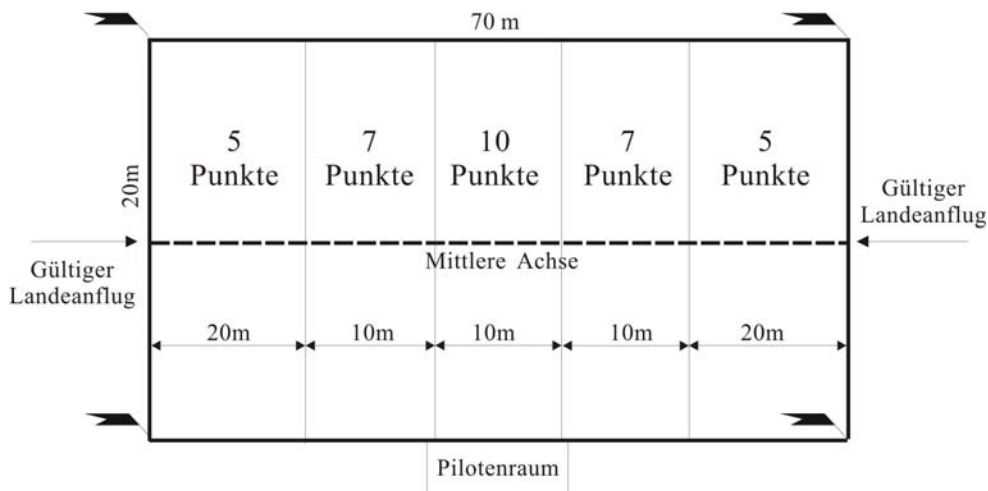 70 m
5
Punkte
7
Punkte
10
Punkte
7
Punkte
5
Punkte
20m
Gültiger
Landeanflug
Mittlere Achse
Gültiger
Landeanflug
20m
10m
10m
10m
20m
Pilotenraum